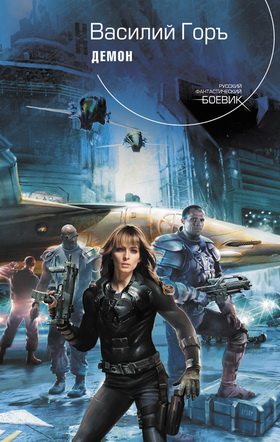 Василий Горъ
ДЕМОН
РУССКИЙ
ФАНТАСТИЧЕСКИЙ
БОЕВИК